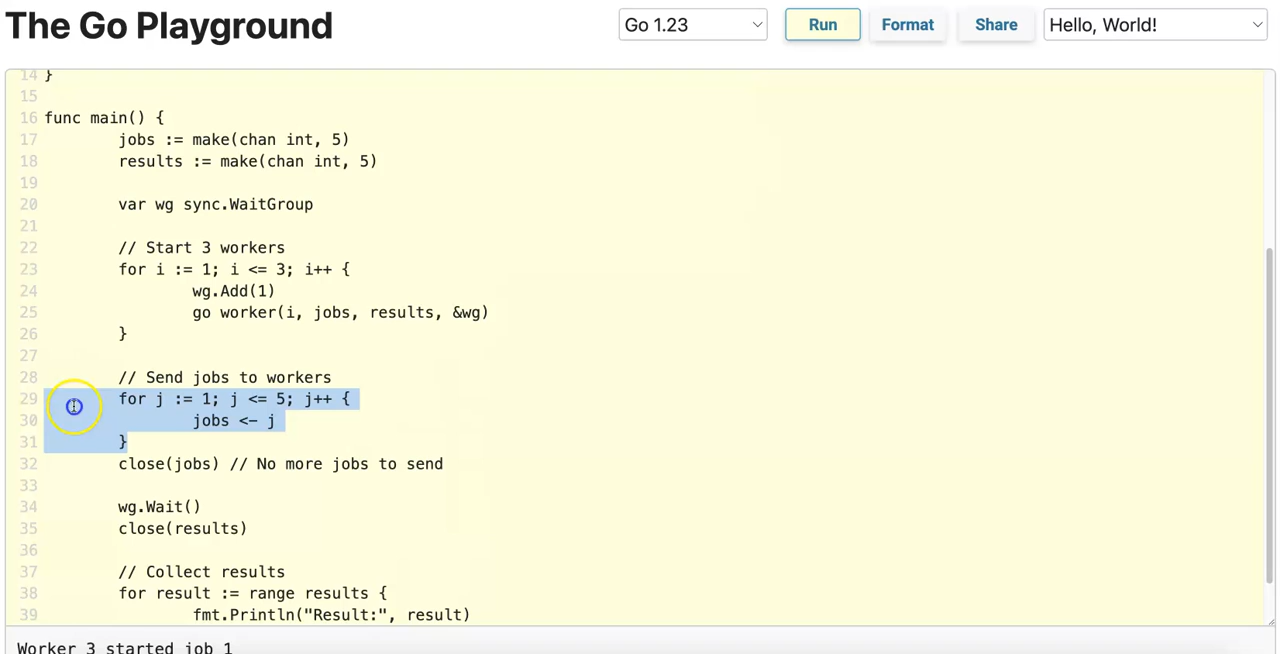 The Go Playground
Go 1.23
Run
Format
Share
Hello, World!
14 }
15
16 func main() {
17 jobs := make(chan int, 5)
18 results := make(chan int, 5)
19
20 var wg sync.WaitGroup
21
22 // Start 3 workers
23 for i := 1; i <= 3; i++ {
24 wg.Add(1)
25 go worker(i, jobs, results, &wg)
26 }
27
28 // Send jobs to workers
29 for j := 1; j <= 5; j++ {
30 jobs <- j
31 }
32 close(jobs) // No more jobs to send
33
34 wg.Wait()
35 close(results)
36
37 // Collect results
38 for result := range results {
39 fmt.Println("Result:", result)
Worker 3 started job 1